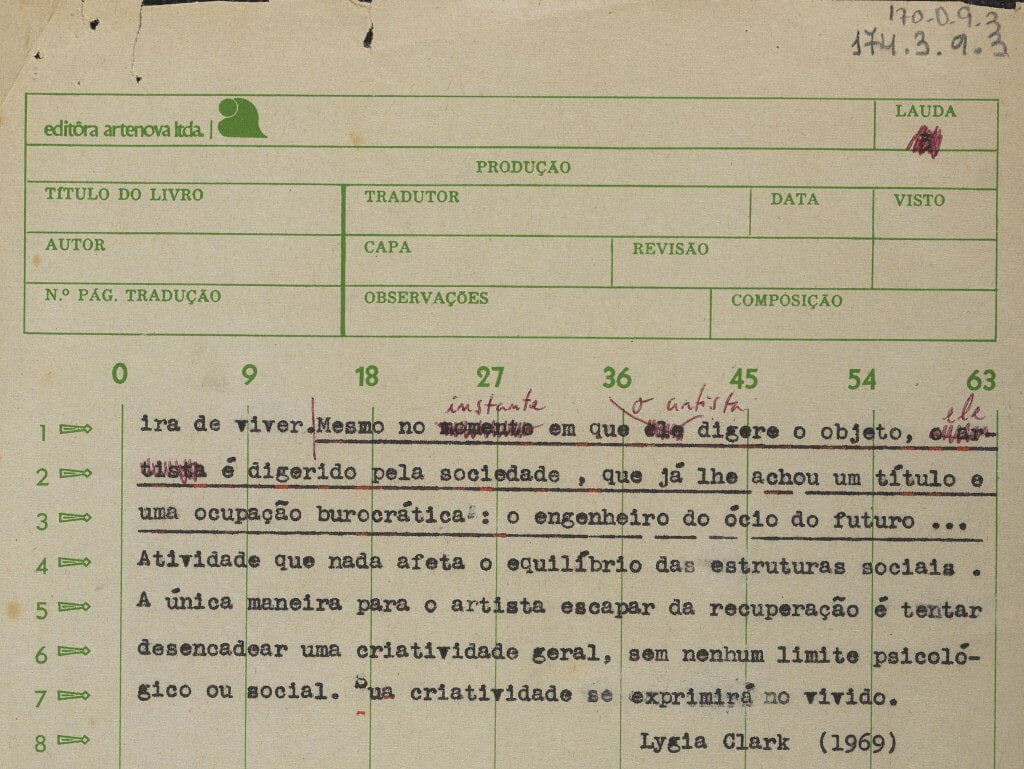 170.0.9.3
174.3.9.3
editôra artenova ltda.
LAUDA
PRODUÇÃO
TÍTULO DO LIVRO TRADUTOR DATA VISTO
AUTOR CAPA REVISÃO
N.º PÁG. TRADUÇÃO OBSERVAÇÕES COMPOSIÇÃO
0 9 18 27 36 45 54 63
instante o artista ele
1 ira de viver. Mesmo no momento em que ele digere o objeto, o ar-
2 tista é digerido pela sociedade , que já lhe achou um título e
3 uma ocupação burocrática : o engenheiro do ócio do futuro ...
4 Atividade que nada afeta o equilíbrio das estruturas sociais .
5 A única maneira para o artista escapar da recuperação é tentar
6 desencadear uma criatividade geral, sem nenhum limite psicoló-
7 gico ou social. Sua criatividade se exprimirá no vivido.
8 Lygia Clark (1969)